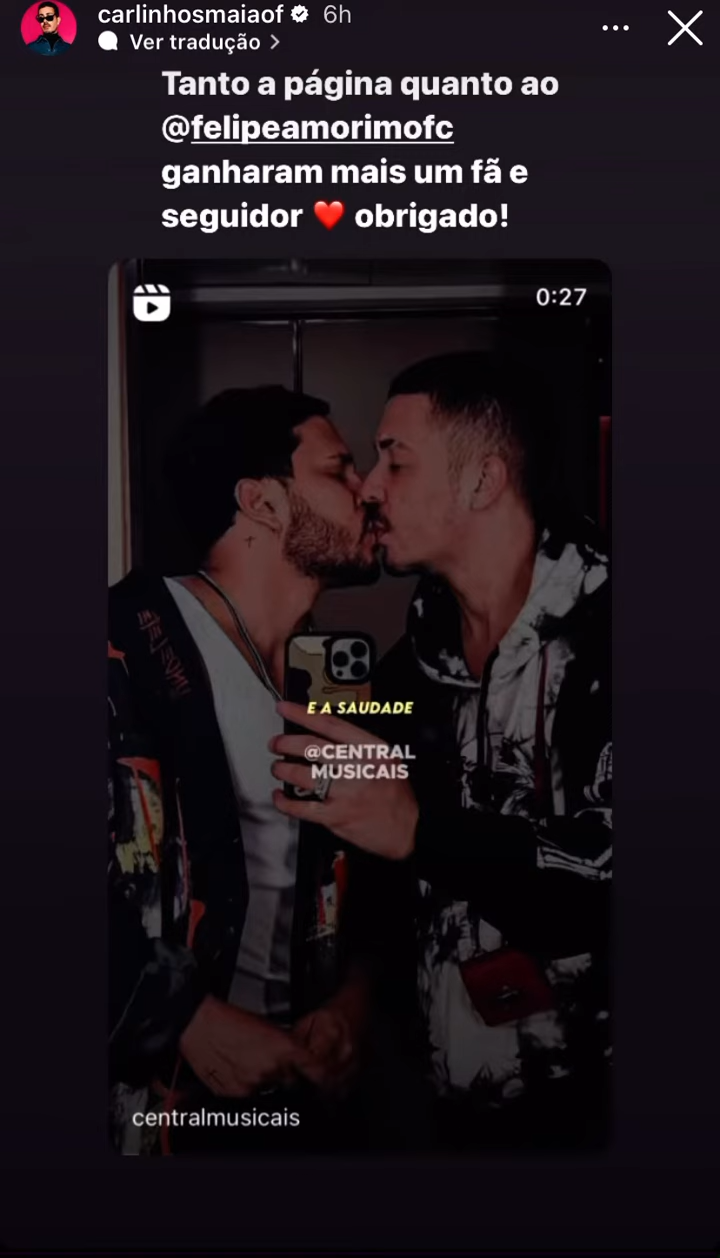 carlinhosmaiaof 6h
Ver tradução >
Tanto a página quanto ao
@felipeamorimofc
ganharam mais um fã e
seguidor ❤️ obrigado!
0:27
E A SAUDADE
@CENTRAL
MUSICAIS
centralmusicais